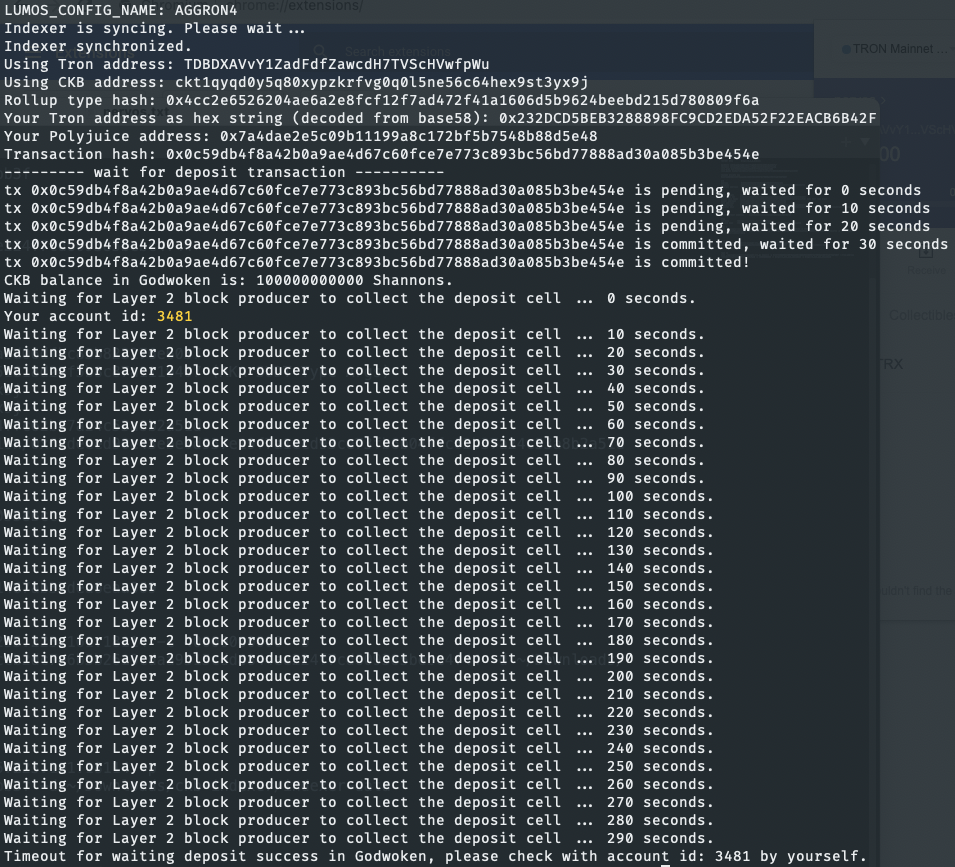 LUMOS_CONFIG_NAME: AGGRON4
Indexer is syncing. Please wait ...
Indexer synchronized.
Using Tron address: TDBDXAVvY1ZadFdfZawcdH7TVScHVwfpWu
Using CKB address: ckt1qyqd0y5q80xypzkrfvg0q0l5ne56c64hex9st3yx9j
Rollup type hash: 0x4cc2e6526204ae6a2e8fcf12f7ad472f41a1606d5b9624beebd215d780809f6a
Your Tron address as hex string (decoded from base58): 0x232DCD5BEB3288898FC9CD2EDA52F22EACB6B42F
Your Polyjuice address: 0x7a4dae2e5c09b11199a8c172bf5b7548b88d5e48
Transaction hash: 0x0c59db4f8a42b0a9ae4d67c60fce7e773c893bc56bd77888ad30a085b3be454e
--------- wait for deposit transaction ----------
tx 0x0c59db4f8a42b0a9ae4d67c60fce7e773c893bc56bd77888ad30a085b3be454e is pending, waited for 0 seconds
tx 0x0c59db4f8a42b0a9ae4d67c60fce7e773c893bc56bd77888ad30a085b3be454e is pending, waited for 10 seconds
tx 0x0c59db4f8a42b0a9ae4d67c60fce7e773c893bc56bd77888ad30a085b3be454e is pending, waited for 20 seconds
tx 0x0c59db4f8a42b0a9ae4d67c60fce7e773c893bc56bd77888ad30a085b3be454e is committed, waited for 30 seconds
tx 0x0c59db4f8a42b0a9ae4d67c60fce7e773c893bc56bd77888ad30a085b3be454e is committed!
CKB balance in Godwoken is: 100000000000 Shannons.
Waiting for Layer 2 block producer to collect the deposit cell ... 0 seconds.
Your account id: 3481
Waiting for Layer 2 block producer to collect the deposit cell ... 10 seconds.
Waiting for Layer 2 block producer to collect the deposit cell ... 20 seconds.
Waiting for Layer 2 block producer to collect the deposit cell ... 30 seconds.
Waiting for Layer 2 block producer to collect the deposit cell ... 40 seconds.
Waiting for Layer 2 block producer to collect the deposit cell ... 50 seconds.
Waiting for Layer 2 block producer to collect the deposit cell ... 60 seconds.
Waiting for Layer 2 block producer to collect the deposit cell ... 70 seconds.
Waiting for Layer 2 block producer to collect the deposit cell ... 80 seconds.
Waiting for Layer 2 block producer to collect the deposit cell ... 90 seconds.
Waiting for Layer 2 block producer to collect the deposit cell ... 100 seconds.
Waiting for Layer 2 block producer to collect the deposit cell ... 110 seconds.
Waiting for Layer 2 block producer to collect the deposit cell ... 120 seconds.
Waiting for Layer 2 block producer to collect the deposit cell ... 130 seconds.
Waiting for Layer 2 block producer to collect the deposit cell ... 140 seconds.
Waiting for Layer 2 block producer to collect the deposit cell ... 150 seconds.
Waiting for Layer 2 block producer to collect the deposit cell ... 160 seconds.
Waiting for Layer 2 block producer to collect the deposit cell ... 170 seconds.
Waiting for Layer 2 block producer to collect the deposit cell ... 180 seconds.
Waiting for Layer 2 block producer to collect the deposit cell ... 190 seconds.
Waiting for Layer 2 block producer to collect the deposit cell ... 200 seconds.
Waiting for Layer 2 block producer to collect the deposit cell ... 210 seconds.
Waiting for Layer 2 block producer to collect the deposit cell ... 220 seconds.
Waiting for Layer 2 block producer to collect the deposit cell ... 230 seconds.
Waiting for Layer 2 block producer to collect the deposit cell ... 240 seconds.
Waiting for Layer 2 block producer to collect the deposit cell ... 250 seconds.
Waiting for Layer 2 block producer to collect the deposit cell ... 260 seconds.
Waiting for Layer 2 block producer to collect the deposit cell ... 270 seconds.
Waiting for Layer 2 block producer to collect the deposit cell ... 280 seconds.
Waiting for Layer 2 block producer to collect the deposit cell ... 290 seconds.
Timeout for waiting deposit success in Godwoken, please check with account id: 3481 by yourself.
Search extensions
TRON Mainnet ...